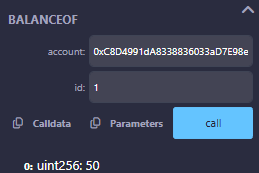 BALANCEOF
account: 0xC8D4991dA8338836033aD7E98e
id: 1
Calldata Parameters call
0: uint256: 50